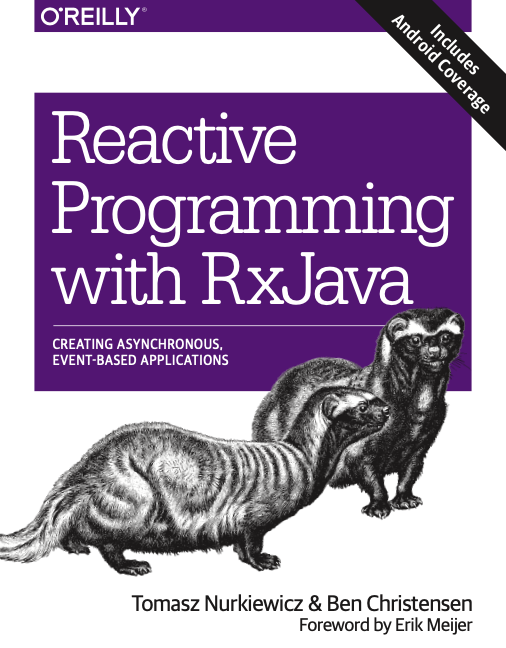 O'REILLY®
Includes
Android Coverage
Reactive
Programming
with RxJava
CREATING ASYNCHRONOUS,
EVENT-BASED APPLICATIONS
Tomasz Nurkiewicz & Ben Christensen
Foreword by Erik Meijer